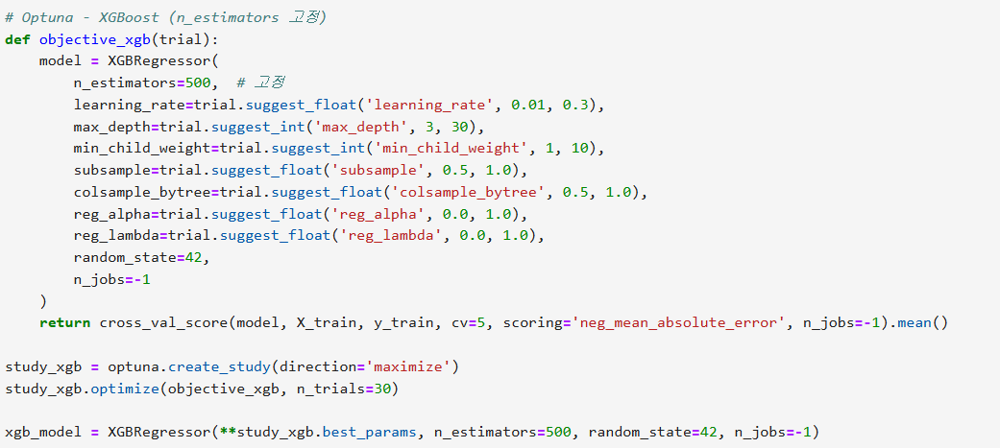 # Optuna - XGBoost (n_estimators 고정)
def objective_xgb(trial):
    model = XGBRegressor(
        n_estimators=500,  # 고정
        learning_rate=trial.suggest_float('learning_rate', 0.01, 0.3),
        max_depth=trial.suggest_int('max_depth', 3, 30),
        min_child_weight=trial.suggest_int('min_child_weight', 1, 10),
        subsample=trial.suggest_float('subsample', 0.5, 1.0),
        colsample_bytree=trial.suggest_float('colsample_bytree', 0.5, 1.0),
        reg_alpha=trial.suggest_float('reg_alpha', 0.0, 1.0),
        reg_lambda=trial.suggest_float('reg_lambda', 0.0, 1.0),
        random_state=42,
        n_jobs=-1
    )
    return cross_val_score(model, X_train, y_train, cv=5, scoring='neg_mean_absolute_error', n_jobs=-1).mean()

study_xgb = optuna.create_study(direction='maximize')
study_xgb.optimize(objective_xgb, n_trials=30)

xgb_model = XGBRegressor(**study_xgb.best_params, n_estimators=500, random_state=42, n_jobs=-1)